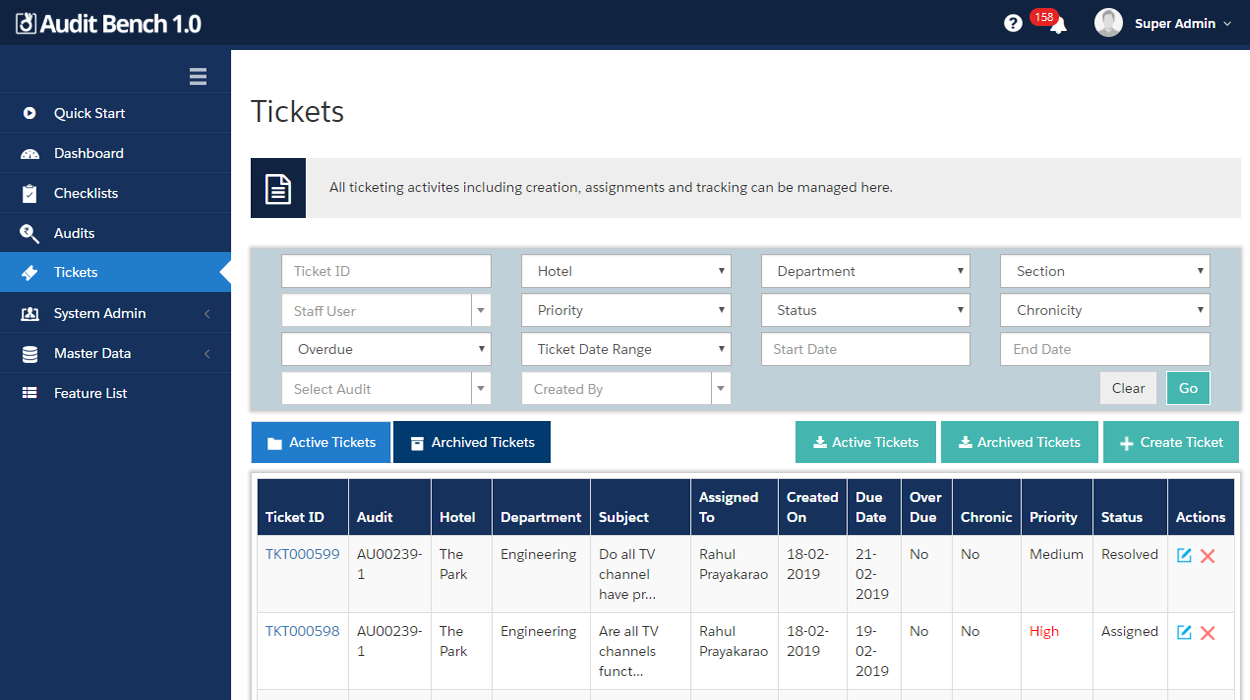 Audit Bench 1.0
158
Super Admin
Quick Start
Dashboard
Checklists
Audits
Tickets
System Admin
Master Data
Feature List
Tickets
All ticketing activites including creation, assignments and tracking can be managed here.
Ticket ID
Hotel
Department
Section
Staff User
Priority
Status
Chronicity
Overdue
Ticket Date Range
Start Date
End Date
Select Audit
Created By
Clear
Go
Active Tickets
Archived Tickets
Active Tickets
Archived Tickets
Create Ticket
Ticket ID
Audit
Hotel
Department
Subject
Assigned
To
Created
On
Due
Date
Over
Due
Chronic
Priority
Status
Actions
TKT000599
AU00239-
1
The
Park
Engineering
Do all TV
channel
have pr...
Rahul
Prayakarao
18-02-
2019
21-
02-
2019
No
No
Medium
Resolved
TKT000598
AU00239-
1
The
Park
Engineering
Are all TV
channels
funct...
Rahul
Prayakarao
18-02-
2019
19-
02-
2019
No
No
High
Assigned